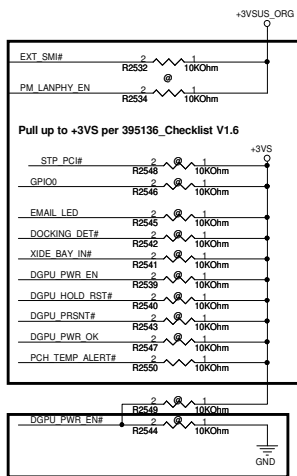 +3VSUS_ORG
EXT_SMI# 2 1
R2532 10KOhm
@
PM_LANPHY_EN 2 1
R2534 10KOhm
Pull up to +3VS per 395136_Checklist V1.6
+3VS
STP_PCI# 2 @ 1
R2548 10KOhm
GPIO0 2 @ 1
R2546 10KOhm
EMAIL_LED 2 @ 1
R2545 10KOhm
DOCKING_DET# 2 @ 1
R2542 10KOhm
XIDE_BAY_IN# 2 @ 1
R2541 10KOhm
DGPU_PWR_EN 2 @ 1
R2539 10KOhm
DGPU_HOLD_RST# 2 @ 1
R2540 10KOhm
DGPU_PRSNT# 2 @ 1
R2543 10KOhm
DGPU_PWR_OK 2 @ 1
R2547 10KOhm
PCH_TEMP_ALERT# 2 1
R2550 10KOhm
2 @ 1
R2549 10KOhm
DGPU_PWR_EN# 2 @ 1
R2544 10KOhm
GND